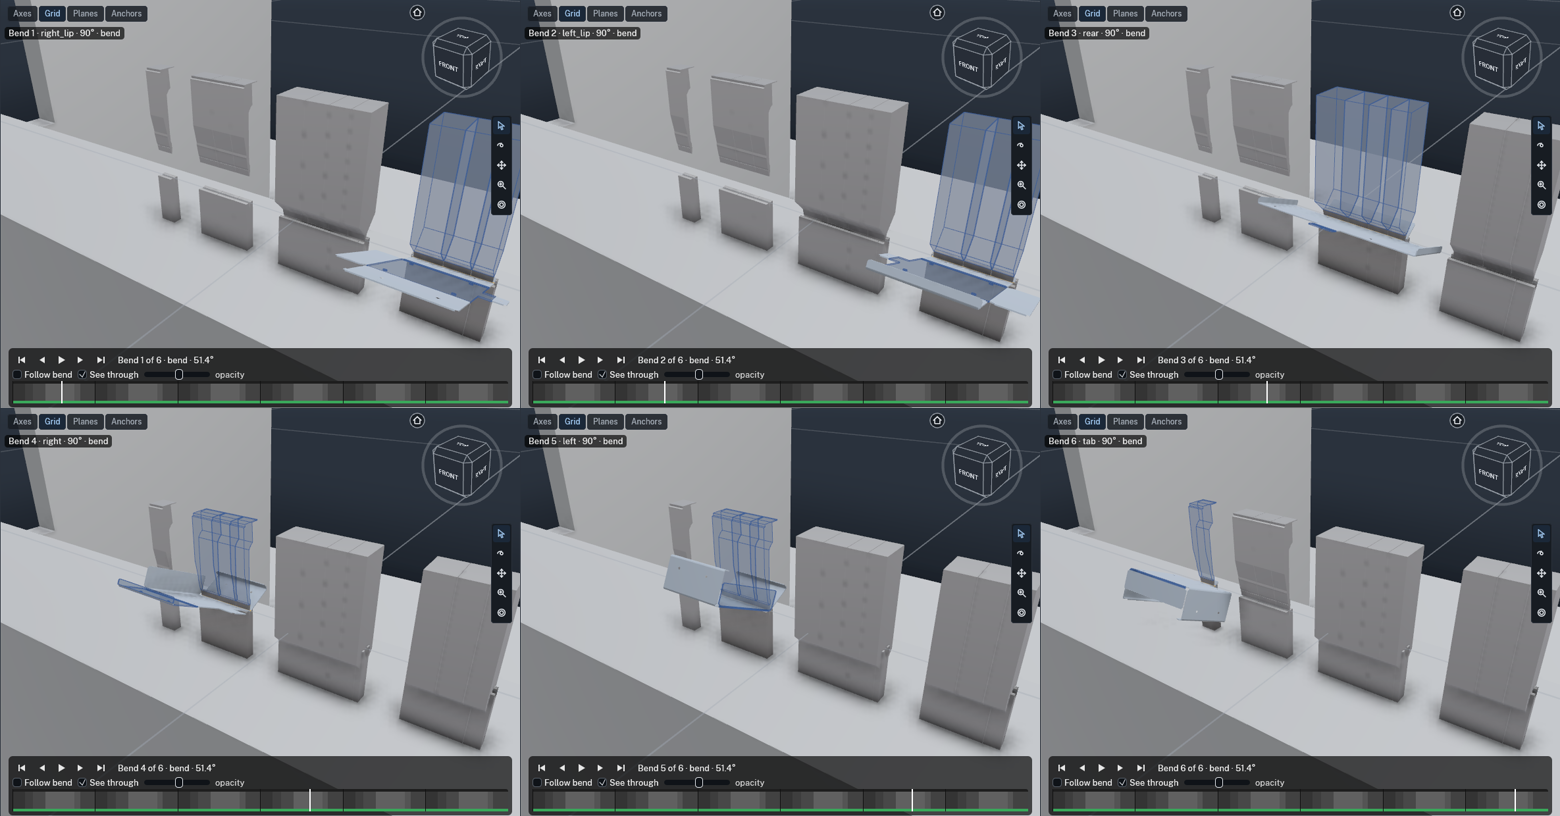 Axes Grid Planes Anchors
Bend 1 · right_lip · 90° · bend
FRONT
Bend 1 of 6 · bend · 51.4°
Follow bend See through opacity
Axes Grid Planes Anchors
Bend 2 · left_lip · 90° · bend
FRONT
Bend 2 of 6 · bend · 51.4°
Follow bend See through opacity
Axes Grid Planes Anchors
Bend 3 · rear · 90° · bend
FRONT
Bend 3 of 6 · bend · 51.4°
Follow bend See through opacity
Axes Grid Planes Anchors
Bend 4 · right · 90° · bend
FRONT
Bend 4 of 6 · bend · 51.4°
Follow bend See through opacity
Axes Grid Planes Anchors
Bend 5 · left · 90° · bend
FRONT
Bend 5 of 6 · bend · 51.4°
Follow bend See through opacity
Axes Grid Planes Anchors
Bend 6 · tab · 90° · bend
FRONT
Bend 6 of 6 · bend · 51.4°
Follow bend See through opacity